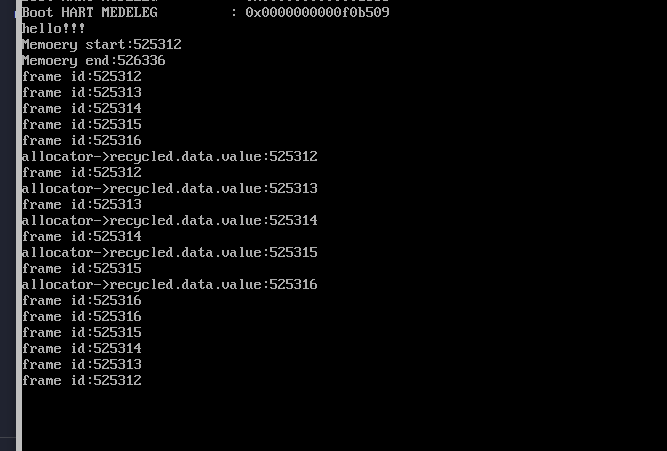 Boot HART MEDELEG : 0x0000000000f0b509
hello!!!
Memoery start:525312
Memoery end:526336
frame id:525312
frame id:525313
frame id:525314
frame id:525315
frame id:525316
allocator->recycled.data.value:525312
frame id:525312
allocator->recycled.data.value:525313
frame id:525313
allocator->recycled.data.value:525314
frame id:525314
allocator->recycled.data.value:525315
frame id:525315
allocator->recycled.data.value:525316
frame id:525316
frame id:525316
frame id:525315
frame id:525314
frame id:525313
frame id:525312